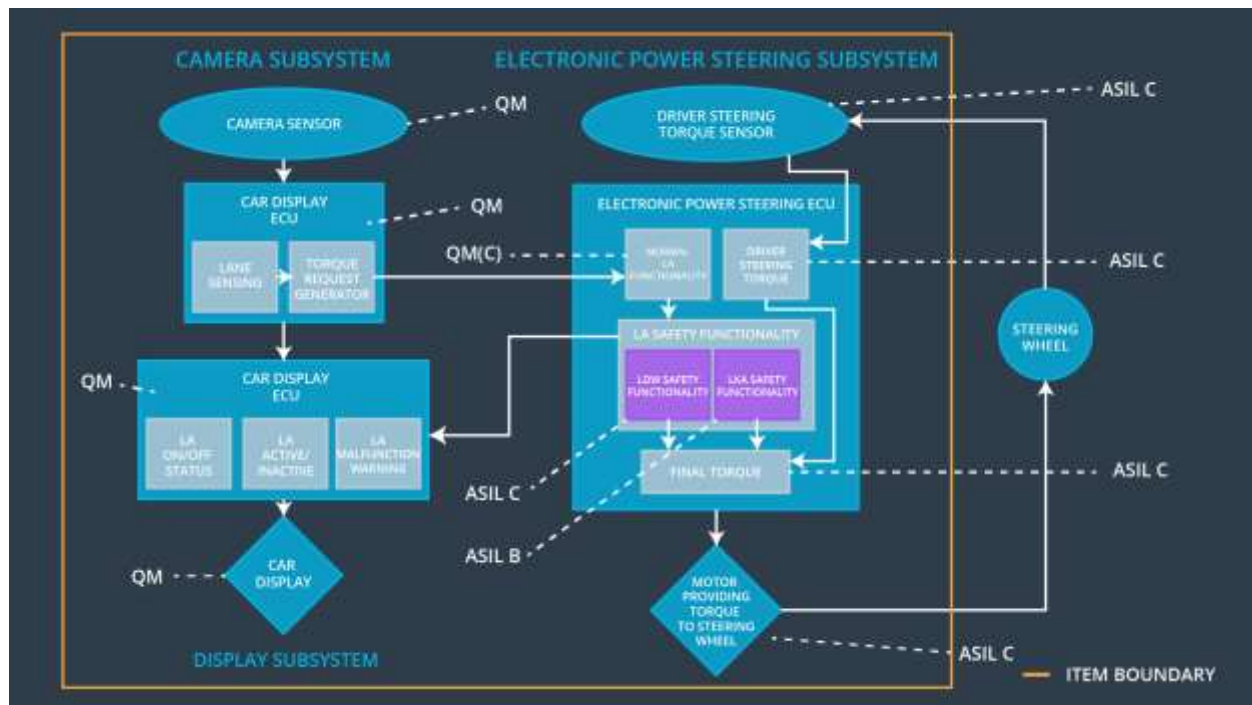 CAMERA SUBSYSTEM
ELECTRONIC POWER STEERING SUBSYSTEM
ASIL C
QM
CAMERA SENSOR
DRIVER STEERING
TORQUE SENSOR
CAR DISPLAY
ECU
QM
ELECTRONIC POWER STEERING ECU
LANE
SENSING
TORQUE
REQUEST
GENERATOR
QM(C)
LA
FUNCTIONALITY
DRIVER
STEERING
TORQUE
ASIL C
STEERING
WHEEL
LA SAFETY FUNCTIONALITY
LDW SAFETY
FUNCTIONALITY
LKA SAFETY
FUNCTIONALITY
QM
CAR DISPLAY
ECU
LA
ON/OFF
STATUS
LA
ACTIVE/
INACTIVE
LA
MALFUNCTION
WARNING
FINAL TORQUE
ASIL C
ASIL C
ASIL B
QM
CAR
DISPLAY
MOTOR
PROVIDING
TORQUE
TO STEERING
WHEEL
ASIL C
DISPLAY SUBSYSTEM
ITEM BOUNDARY